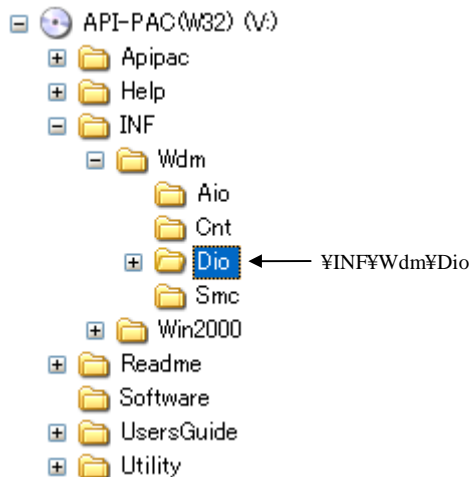 API-PAC(W32) (V:)
Apipac
Help
INF
Wdm
Aio
Cnt
Dio ¥INF¥Wdm¥Dio
Smc
Win2000
Readme
Software
UsersGuide
Utility